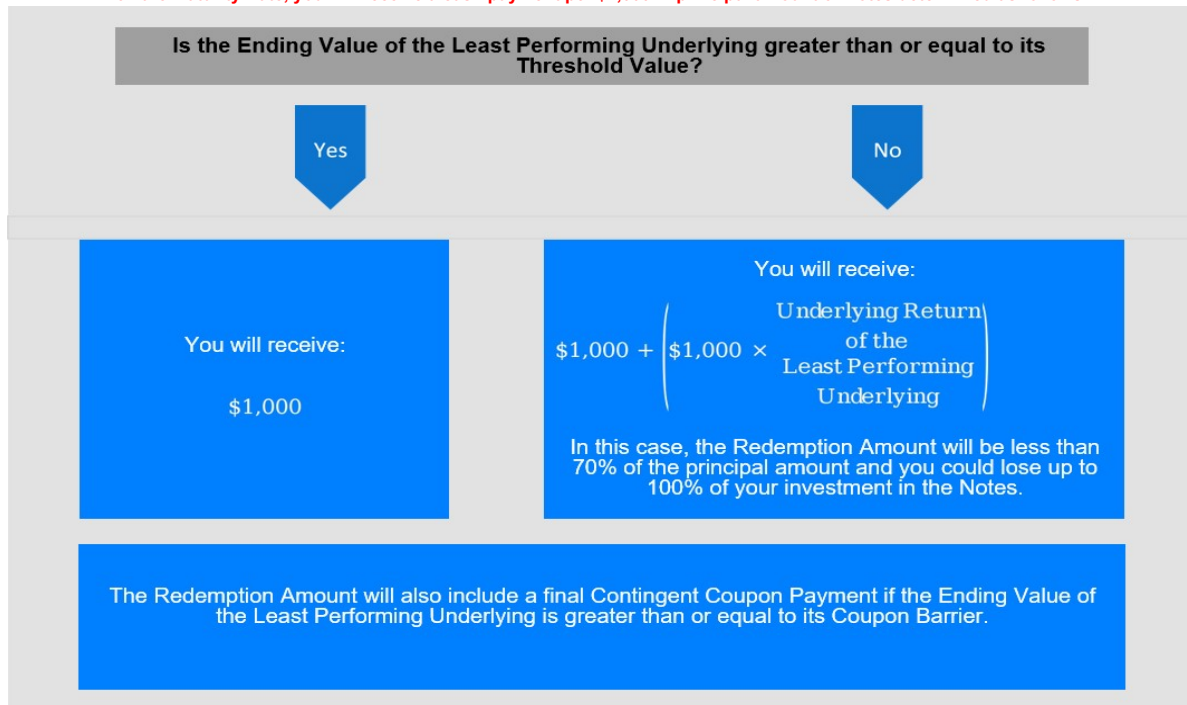 Is the Ending Value of the Least Performing Underlying greater than or equal to its
Threshold Value?
Yes
No
You will receive:
$1,000
You will receive:
$1,000 + ($1,000 × Underlying Return
of the
Least Performing
Underlying)
In this case, the Redemption Amount will be less than
70% of the principal amount and you could lose up to
100% of your investment in the Notes.
The Redemption Amount will also include a final Contingent Coupon Payment if the Ending Value of
the Least Performing Underlying is greater than or equal to its Coupon Barrier.